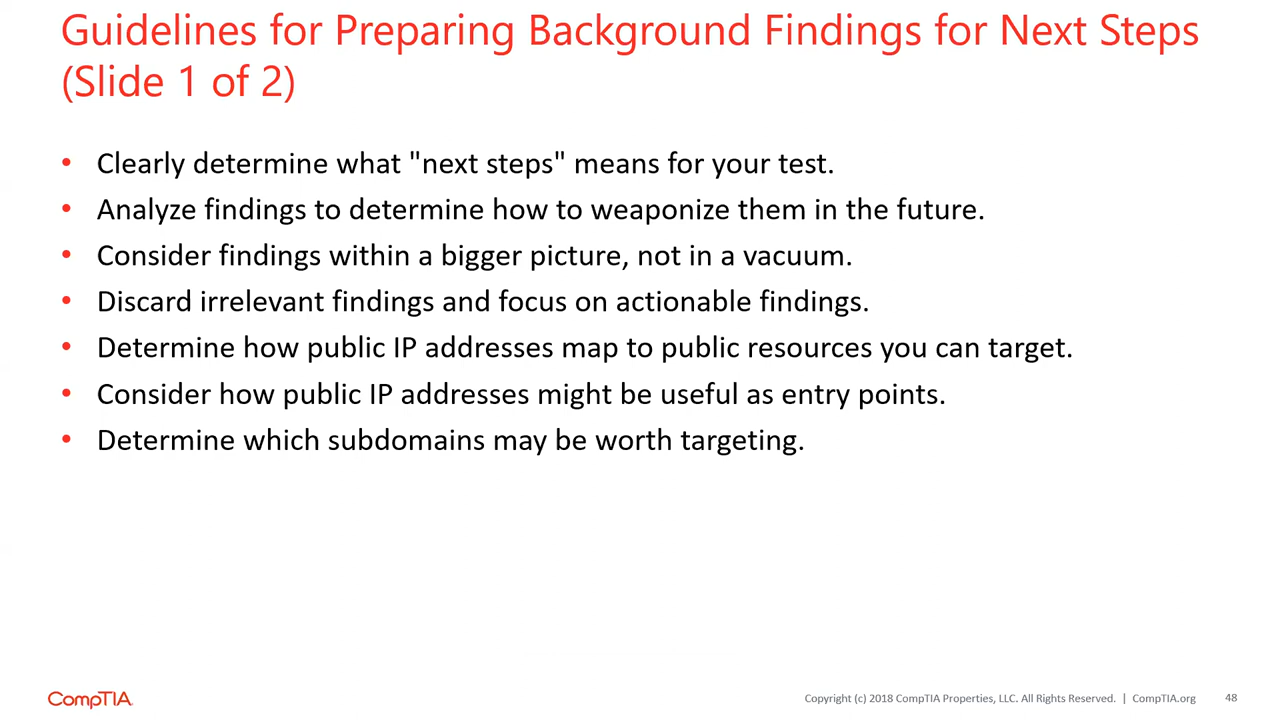 Guidelines for Preparing Background Findings for Next Steps
(Slide 1 of 2)
• Clearly determine what "next steps" means for your test.
• Analyze findings to determine how to weaponize them in the future.
• Consider findings within a bigger picture, not in a vacuum.
• Discard irrelevant findings and focus on actionable findings.
• Determine how public IP addresses map to public resources you can target.
• Consider how public IP addresses might be useful as entry points.
• Determine which subdomains may be worth targeting.
CompTIA. Copyright (c) 2018 CompTIA Properties, LLC. All Rights Reserved. | CompTIA.org 48